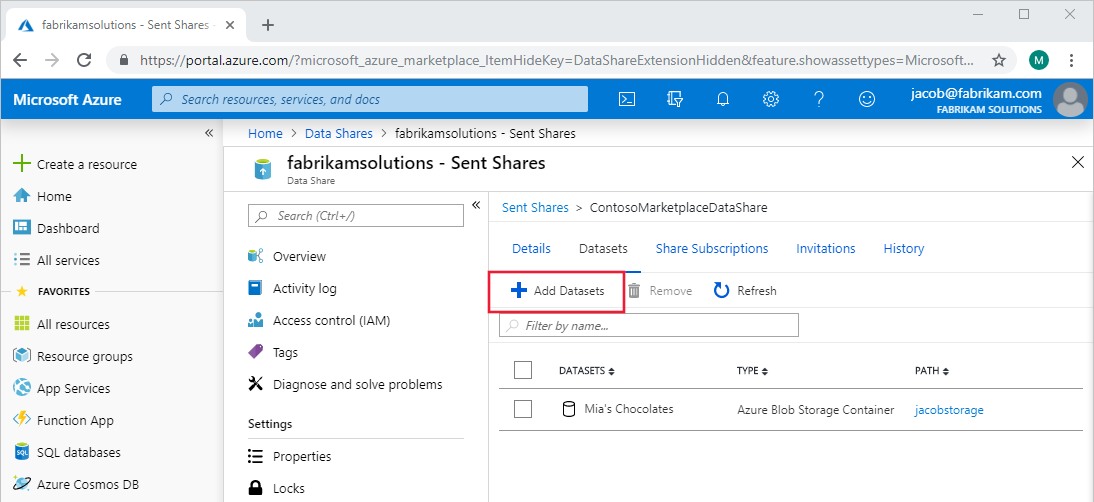 fabrikamsolutions - Sent Shares
https://portal.azure.com/?microsoft_azure_marketplace_ItemHideKey=DataShareExtensionHidden&feature.showassettypes=Microsoft...
M
Microsoft Azure
Search resources, services, and docs
jacob@fabrikam.com
FABRIKAM SOLUTIONS
Create a resource
Home
Dashboard
All services
FAVORITES
All resources
Resource groups
App Services
Function App
SQL databases
Azure Cosmos DB
Home > Data Shares > fabrikamsolutions - Sent Shares
fabrikamsolutions - Sent Shares
Data Share
Search (Ctrl+/)
Overview
Activity log
Access control (IAM)
Tags
Diagnose and solve problems
Settings
Properties
Locks
Sent Shares > ContosoMarketplaceDataShare
Details Datasets Share Subscriptions Invitations History
Add Datasets Remove Refresh
Filter by name...
DATASETS TYPE PATH
Mia's Chocolates Azure Blob Storage Container jacobstorage